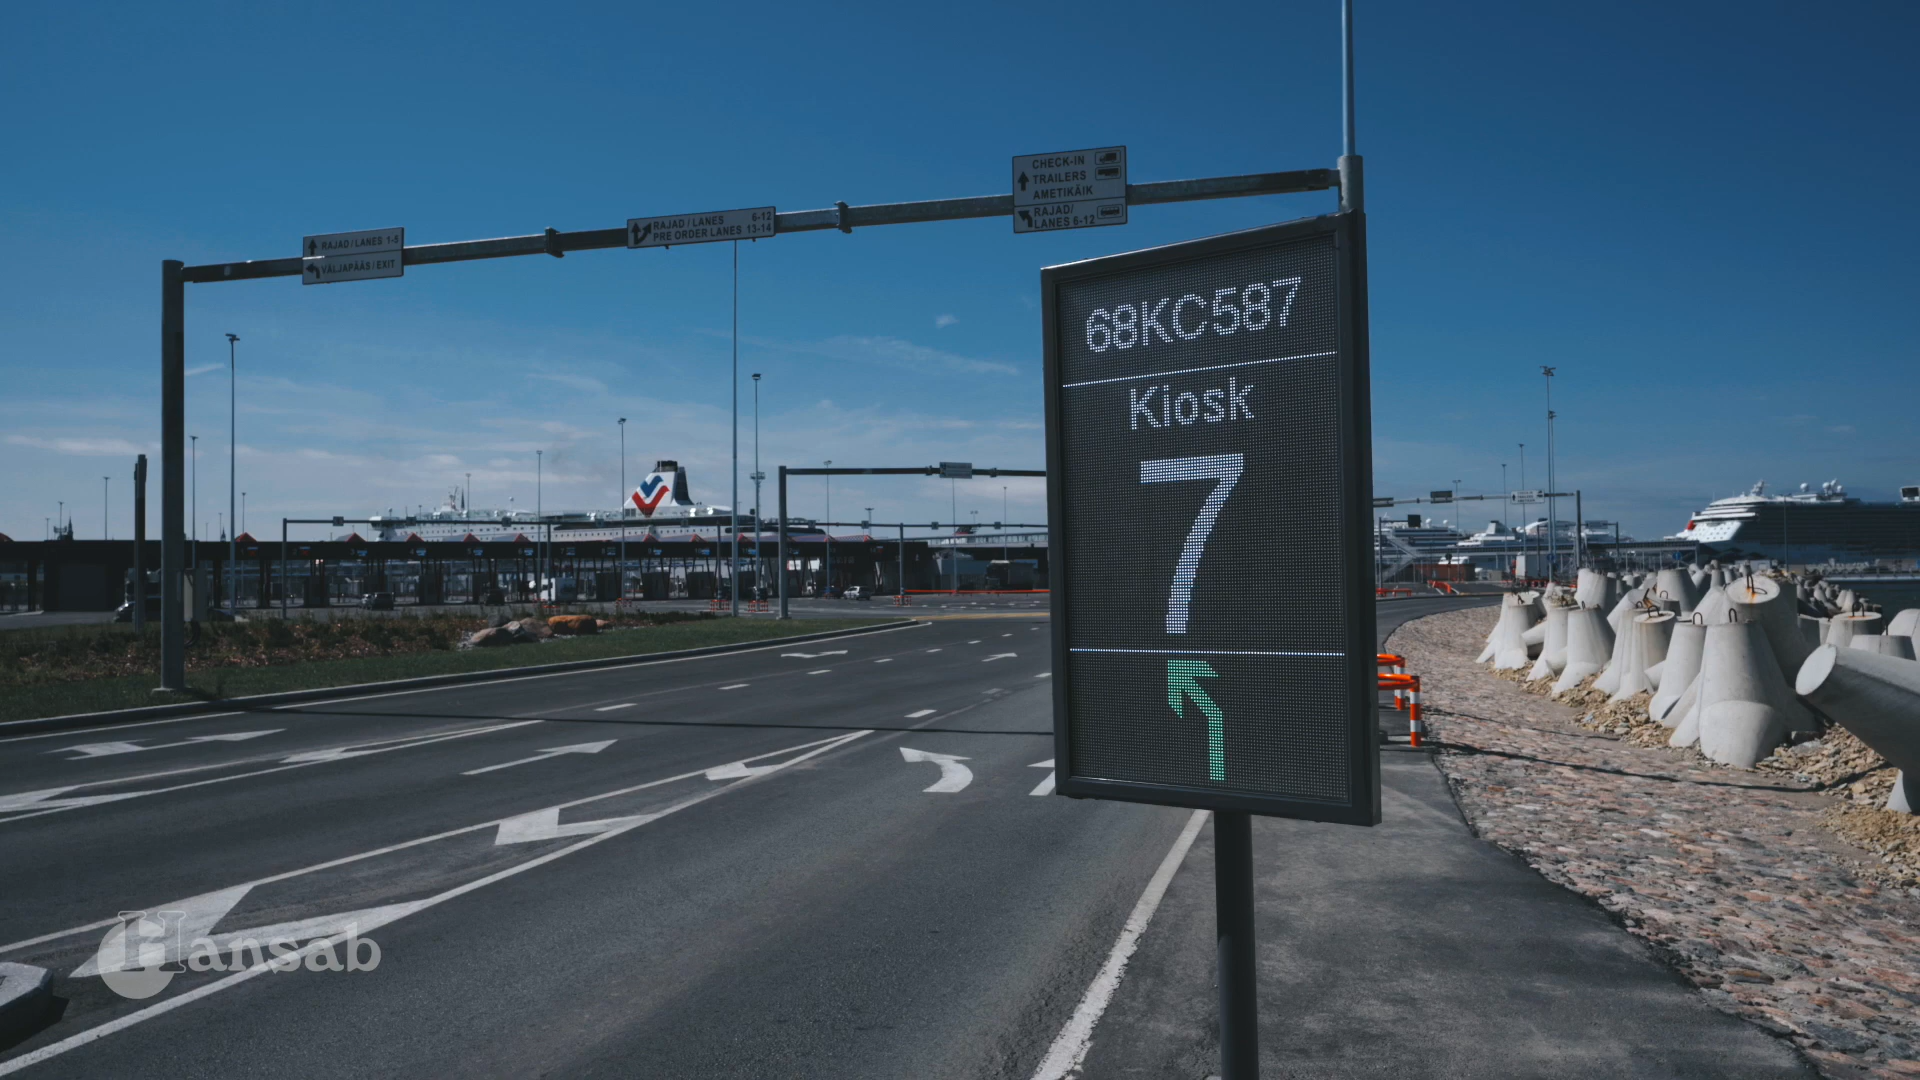 RAJAD / LANES 1-5
VÄLJAPÄÄS / EXIT
RAJAD / LANES 6-12
PRE ORDER LANES 13-14
CHECK-IN
TRAILERS
AMETIKÄIK
RAJAD/
LANES 6-12
68KC587
Kiosk
7
Hansab